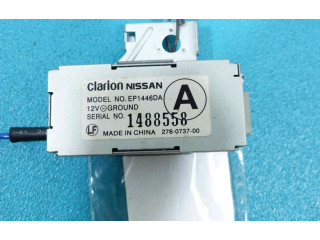 clarion NISSAN
MODEL NO. EP1446DA
12V ⊖ GROUND
SERIAL NO. 1488558
LF MADE IN CHINA 276-0737-00
A